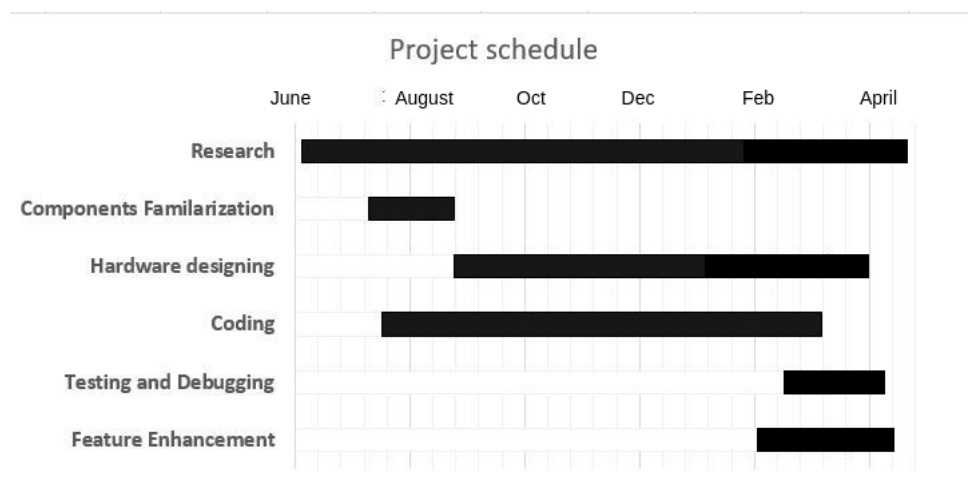 Project schedule
June August Oct Dec Feb April
Research
Components Familarization
Hardware designing
Coding
Testing and Debugging
Feature Enhancement